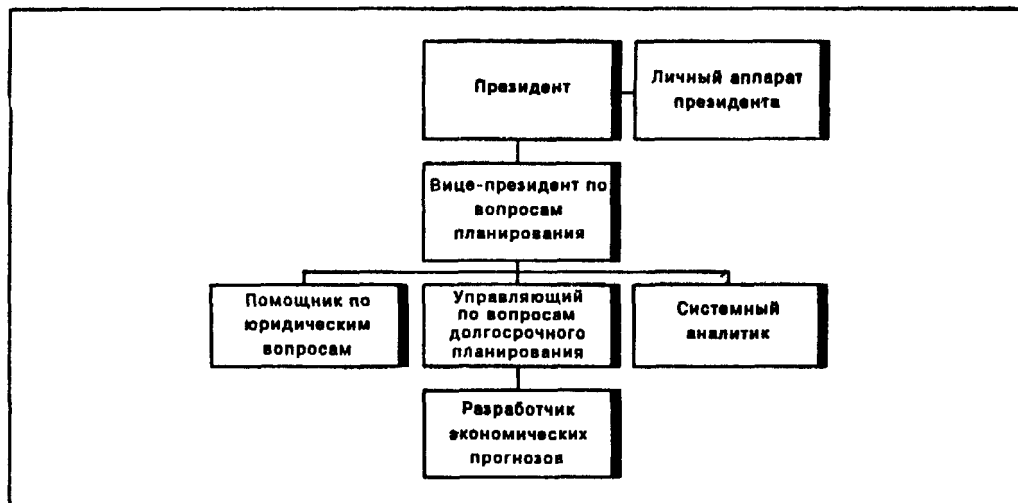 Президент
Личный аппарат
президента
Вице-президент по
вопросам
планирования
Помощник по
юридическим
вопросам
Управляющий
по вопросам
долгосрочного
планирования
Системный
аналитик
Разработчик
экономических
прогнозов